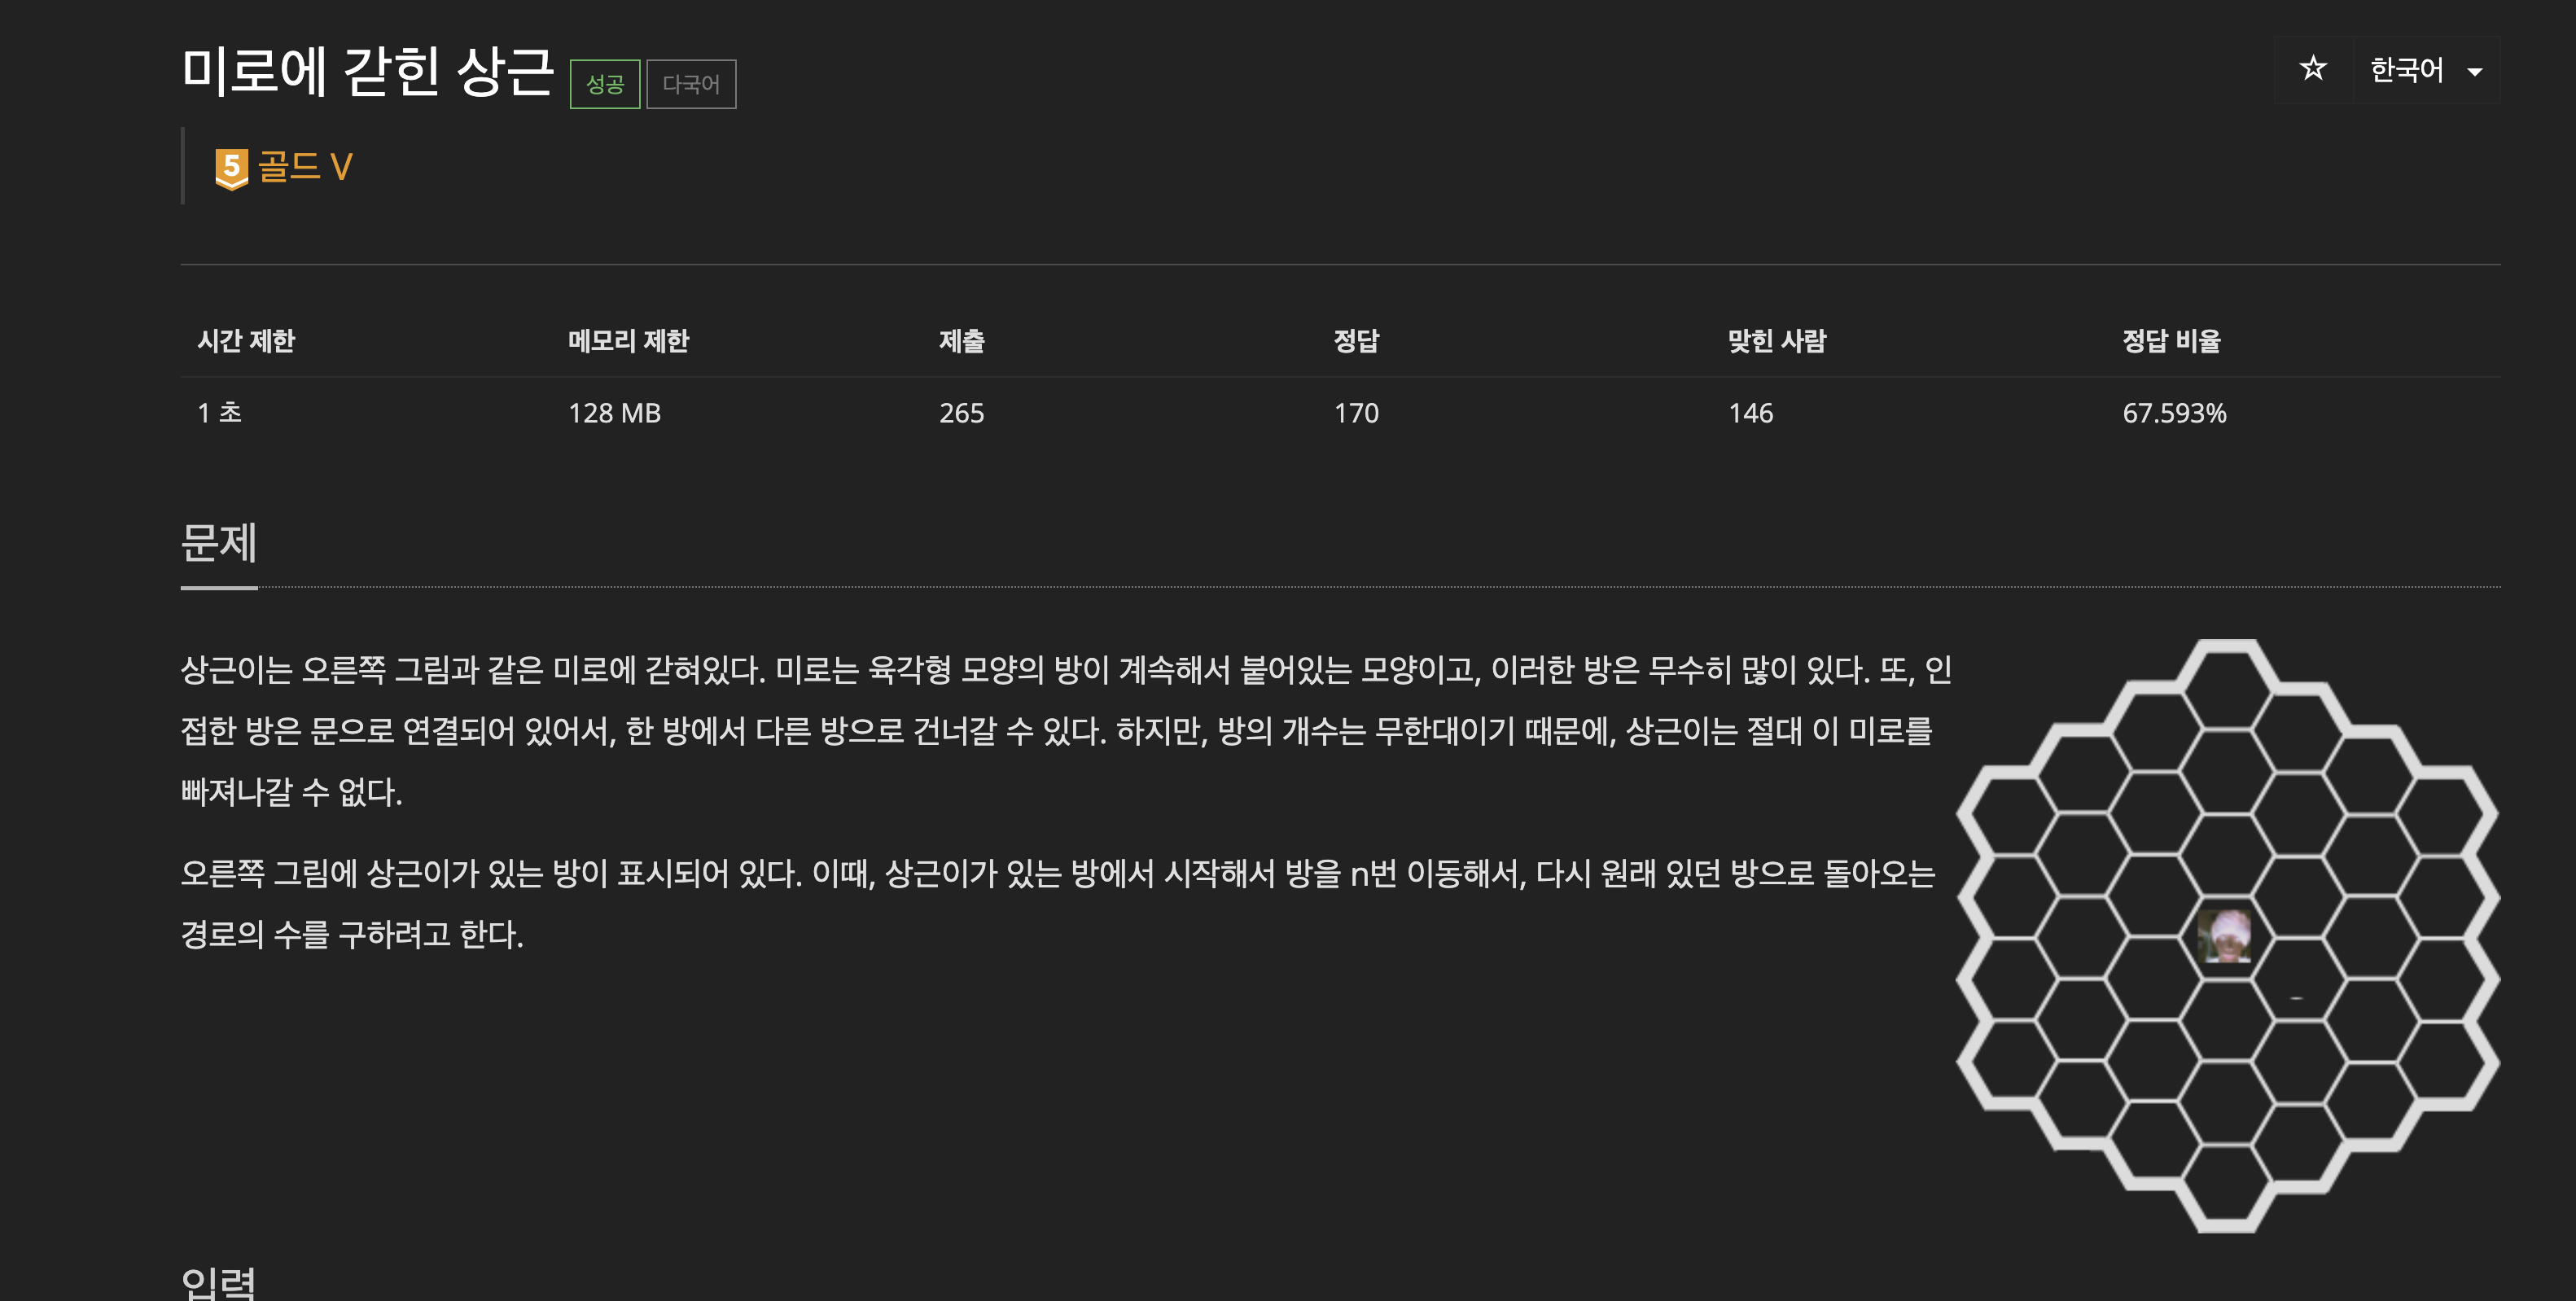 미로에 갇힌 상근 성공 다국어
한국어
5 골드 V
시간 제한 메모리 제한 제출 정답 맞힌 사람 정답 비율
1 초 128 MB 265 170 146 67.593%
문제
상근이는 오른쪽 그림과 같은 미로에 갇혀있다. 미로는 육각형 모양의 방이 계속해서 붙어있는 모양이고, 이러한 방은 무수히 많이 있다. 또, 인
접한 방은 문으로 연결되어 있어서, 한 방에서 다른 방으로 건너갈 수 있다. 하지만, 방의 개수는 무한대이기 때문에, 상근이는 절대 이 미로를
빠져나갈 수 없다.
오른쪽 그림에 상근이가 있는 방이 표시되어 있다. 이때, 상근이가 있는 방에서 시작해서 방을 n번 이동해서, 다시 원래 있던 방으로 돌아오는
경로의 수를 구하려고 한다.
입력